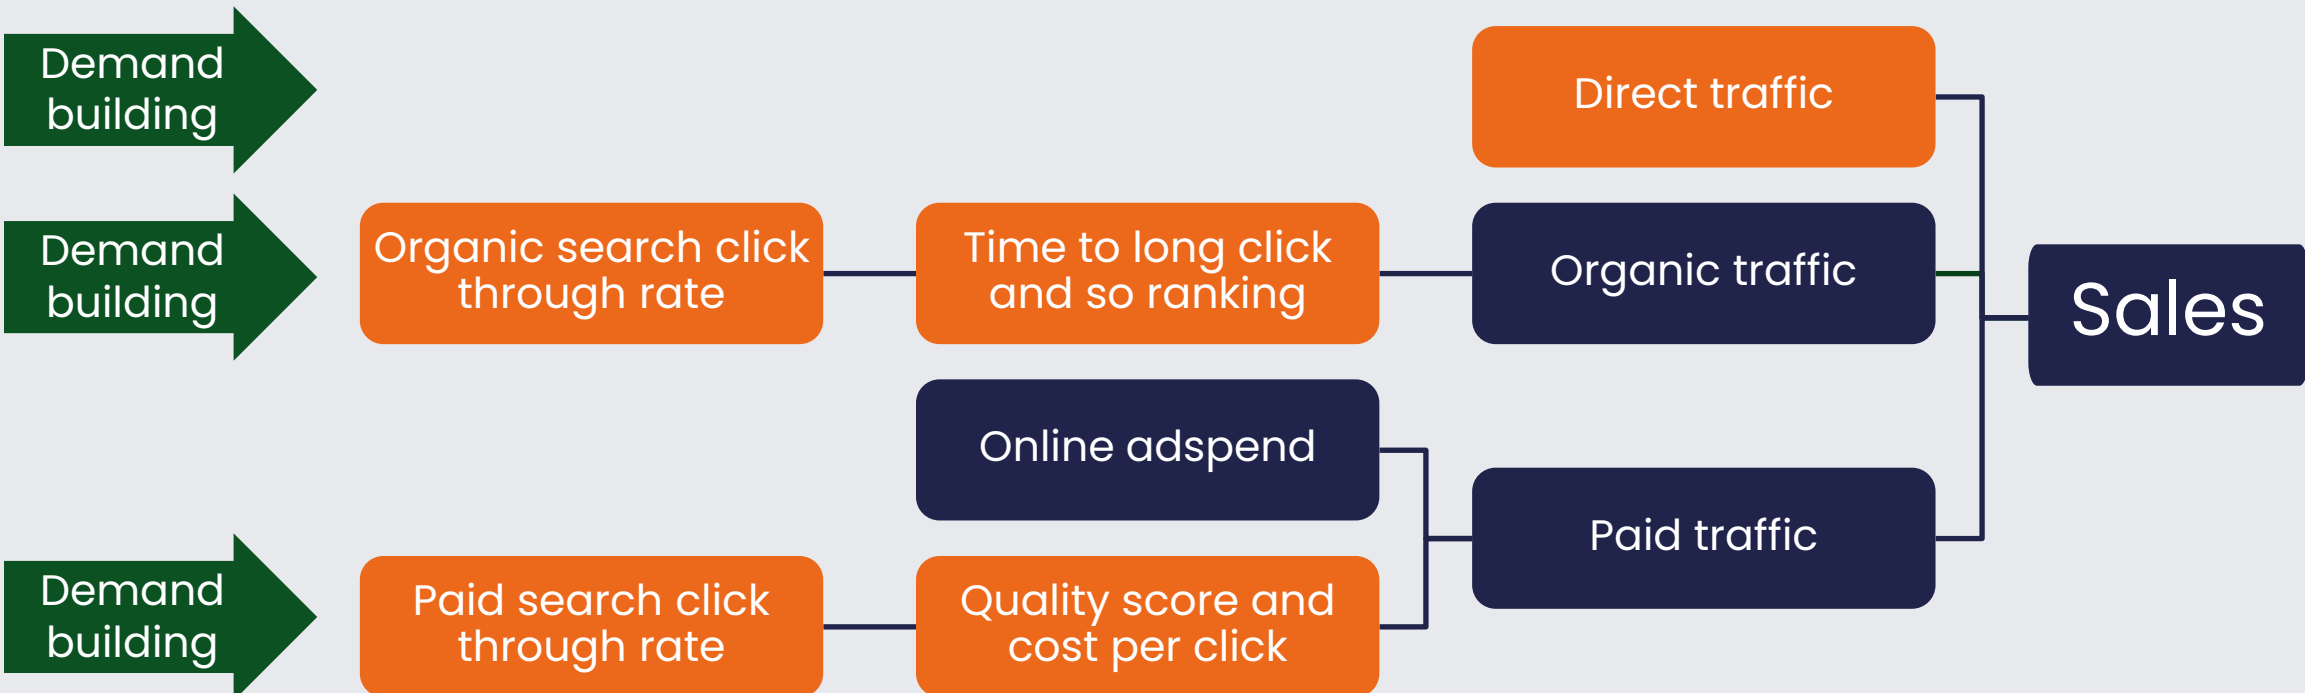 Demand
building
Direct traffic
Demand
building
Organic search click
through rate
Time to long click
and so ranking
Organic traffic
Sales
Online adspend
Paid traffic
Demand
building
Paid search click
through rate
Quality score and
cost per click